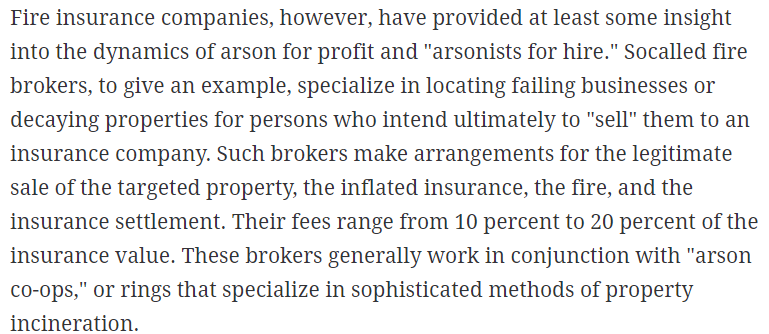 Fire insurance companies, however, have provided at least some insight
into the dynamics of arson for profit and "arsonists for hire." Socalled fire
brokers, to give an example, specialize in locating failing businesses or
decaying properties for persons who intend ultimately to "sell" them to an
insurance company. Such brokers make arrangements for the legitimate
sale of the targeted property, the inflated insurance, the fire, and the
insurance settlement. Their fees range from 10 percent to 20 percent of the
insurance value. These brokers generally work in conjunction with "arson
co-ops," or rings that specialize in sophisticated methods of property
incineration.